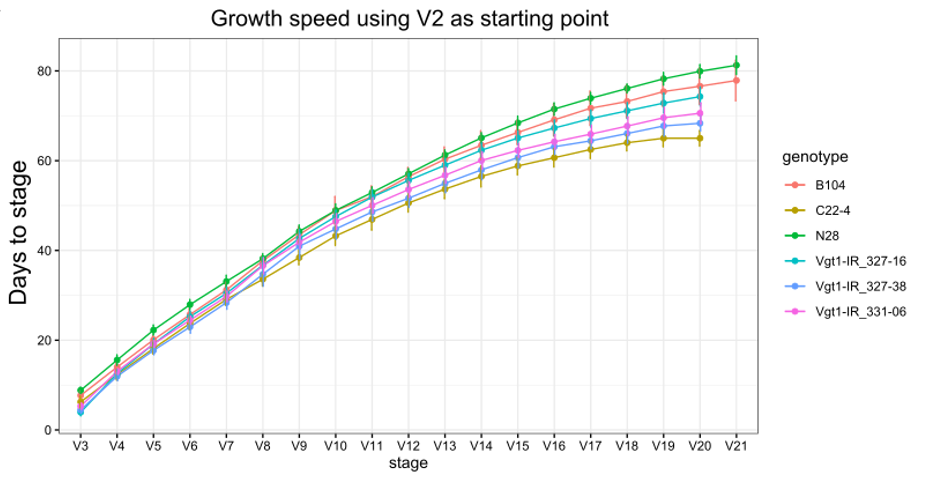 Growth speed using V2 as starting point
Days to stage
80
60
40
20
0
V3 V4 V5 V6 V7 V8 V9 V10 V11 V12 V13 V14 V15 V16 V17 V18 V19 V20 V21
stage
genotype
B104
C22-4
N28
Vgt1-IR_327-16
Vgt1-IR_327-38
Vgt1-IR_331-06